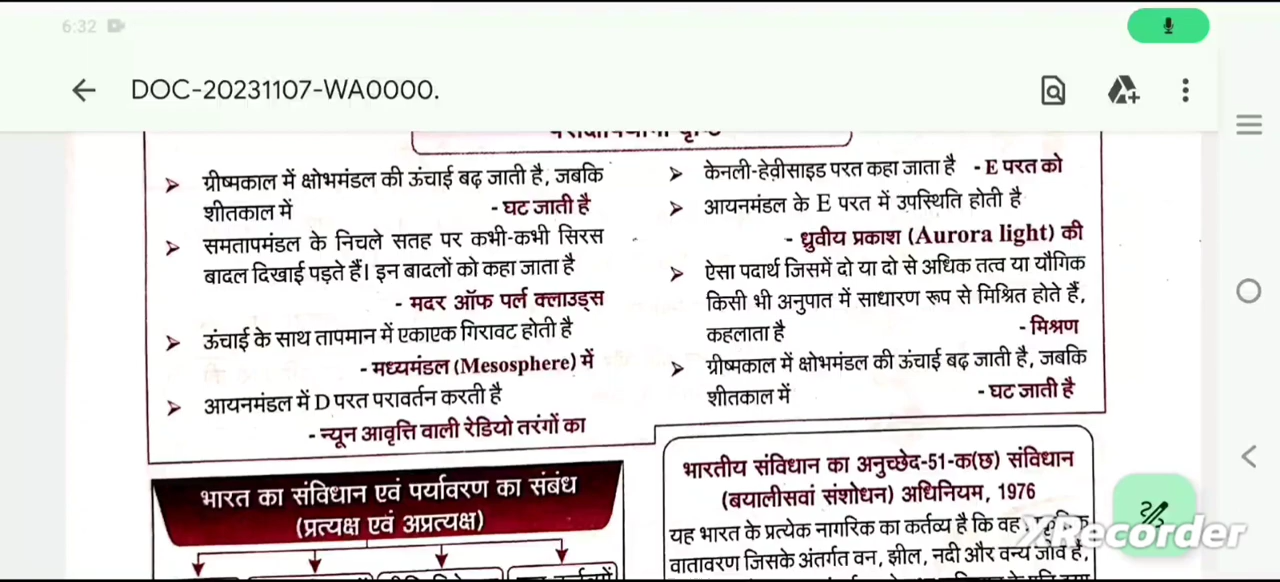 6:32
DOC-20231107-WA0000.
ग्रीष्मकाल में क्षोभमंडल की ऊंचाई बढ़ जाती है, जबकि
शीतकाल में - घट जाती है
समतापमंडल के निचले सतह पर कभी-कभी सिरस
बादल दिखाई पड़ते हैं। इन बादलों को कहा जाता है
- मदर ऑफ पर्ल क्लाउड्स
ऊंचाई के साथ तापमान में एकाएक गिरावट होती है
- मध्यमंडल (Mesosphere) में
आयनमंडल में D परत परावर्तन करती है
- न्यून आवृत्ति वाली रेडियो तरंगों का
केनली-हेवीसाइड परत कहा जाता है - E परत को
आयनमंडल के E परत में उपस्थिति होती है
- ध्रुवीय प्रकाश (Aurora light) की
ऐसा पदार्थ जिसमें दो या दो से अधिक तत्व या यौगिक
किसी भी अनुपात में साधारण रूप से मिश्रित होते हैं,
कहलाता है - मिश्रण
ग्रीष्मकाल में क्षोभमंडल की ऊंचाई बढ़ जाती है, जबकि
शीतकाल में - घट जाती है
भारत का संविधान एवं पर्यावरण का संबंध
(प्रत्यक्ष एवं अप्रत्यक्ष)
भारतीय संविधान का अनुच्छेद-51-क(छ) संविधान
(बयालीसवां संशोधन) अधिनियम, 1976
यह भारत के प्रत्येक नागरिक का कर्तव्य है कि वह
वातावरण जिसके अंतर्गत वन, झील, नदी और वन्य जीव हैं,
XRecorder